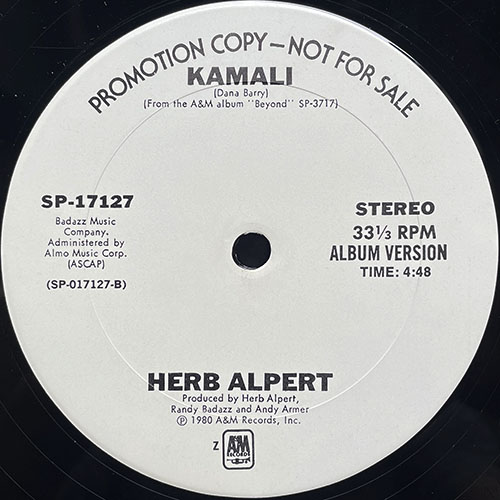 PROMOTION COPY—NOT FOR SALE
KAMALI
(Dana Barry)
(From the A&M album "Beyond" SP-3717)
SP-17127
Badazz Music
Company.
Administered by
Almo Music Corp.
(ASCAP)
(SP-017127-B)
STEREO
33⅓ RPM
ALBUM VERSION
TIME: 4:48
HERB ALPERT
Produced by Herb Alpert,
Randy Badazz and Andy Armer
℗ 1980 A&M Records, Inc.
Z
A&M
RECORDS